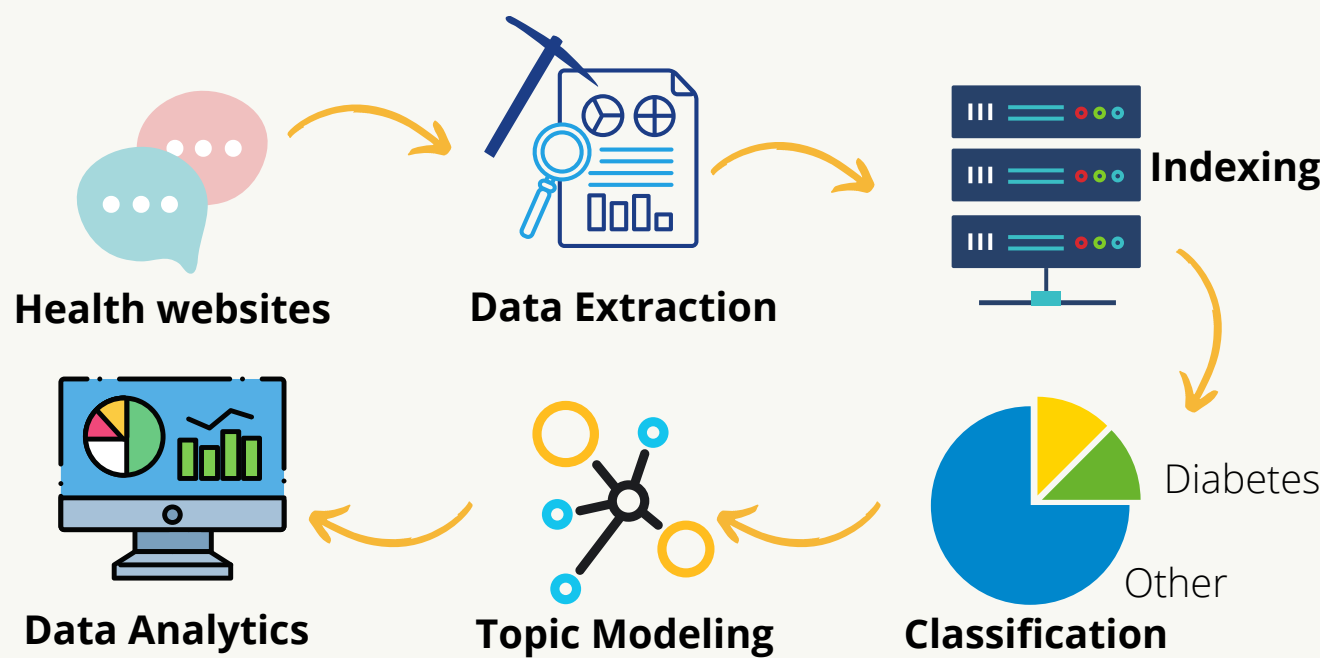 Indexing
Health websites
Data Extraction
Diabetes
Other
Data Analytics
Topic Modeling
Classification